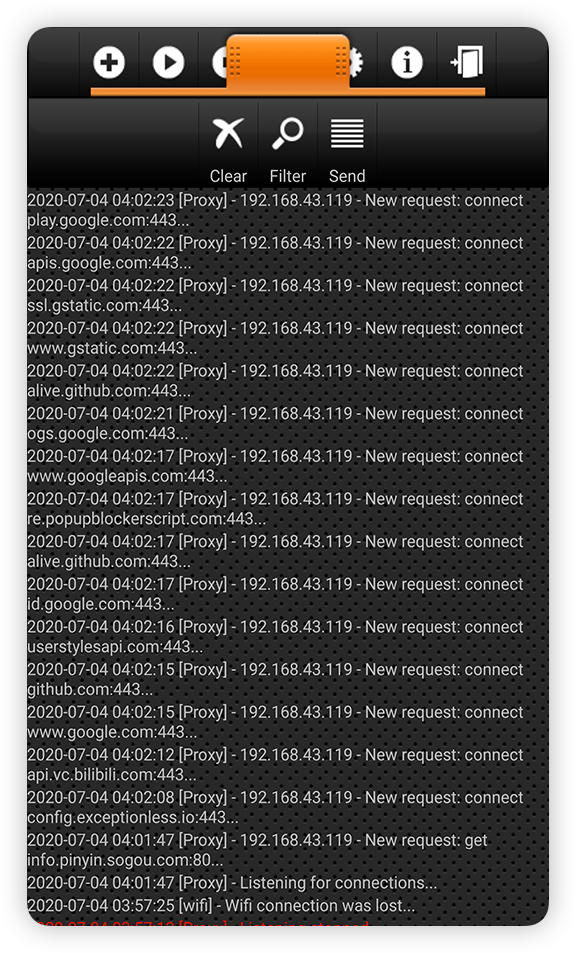 Clear Filter Send
2020-07-04 04:02:23 [Proxy] - 192.168.43.119 - New request: connect
play.google.com:443...
2020-07-04 04:02:22 [Proxy] - 192.168.43.119 - New request: connect
apis.google.com:443...
2020-07-04 04:02:22 [Proxy] - 192.168.43.119 - New request: connect
ssl.gstatic.com:443...
2020-07-04 04:02:22 [Proxy] - 192.168.43.119 - New request: connect
www.gstatic.com:443...
2020-07-04 04:02:22 [Proxy] - 192.168.43.119 - New request: connect
alive.github.com:443...
2020-07-04 04:02:21 [Proxy] - 192.168.43.119 - New request: connect
ogs.google.com:443...
2020-07-04 04:02:17 [Proxy] - 192.168.43.119 - New request: connect
www.googleapis.com:443...
2020-07-04 04:02:17 [Proxy] - 192.168.43.119 - New request: connect
re.popupblockerscript.com:443...
2020-07-04 04:02:17 [Proxy] - 192.168.43.119 - New request: connect
alive.github.com:443...
2020-07-04 04:02:17 [Proxy] - 192.168.43.119 - New request: connect
id.google.com:443...
2020-07-04 04:02:16 [Proxy] - 192.168.43.119 - New request: connect
userstylesapi.com:443...
2020-07-04 04:02:15 [Proxy] - 192.168.43.119 - New request: connect
github.com:443...
2020-07-04 04:02:15 [Proxy] - 192.168.43.119 - New request: connect
www.google.com:443...
2020-07-04 04:02:12 [Proxy] - 192.168.43.119 - New request: connect
api.vc.bilibili.com:443...
2020-07-04 04:02:08 [Proxy] - 192.168.43.119 - New request: connect
config.exceptionless.io:443...
2020-07-04 04:01:47 [Proxy] - 192.168.43.119 - New request: get
info.pinyin.sogou.com:80...
2020-07-04 04:01:47 [Proxy] - Listening for connections...
2020-07-04 03:57:25 [wifi] - Wifi connection was lost...